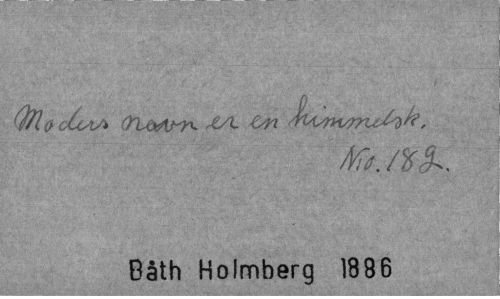 Moders navn er en himmelsk.
No. 182.
Båth Holmberg 1886